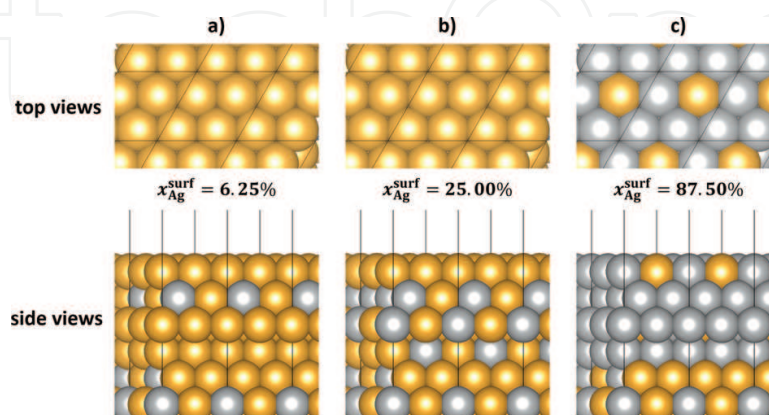 a) b) c)
top views
x_Ag^surf = 6.25% x_Ag^surf = 25.00% x_Ag^surf = 87.50%
side views